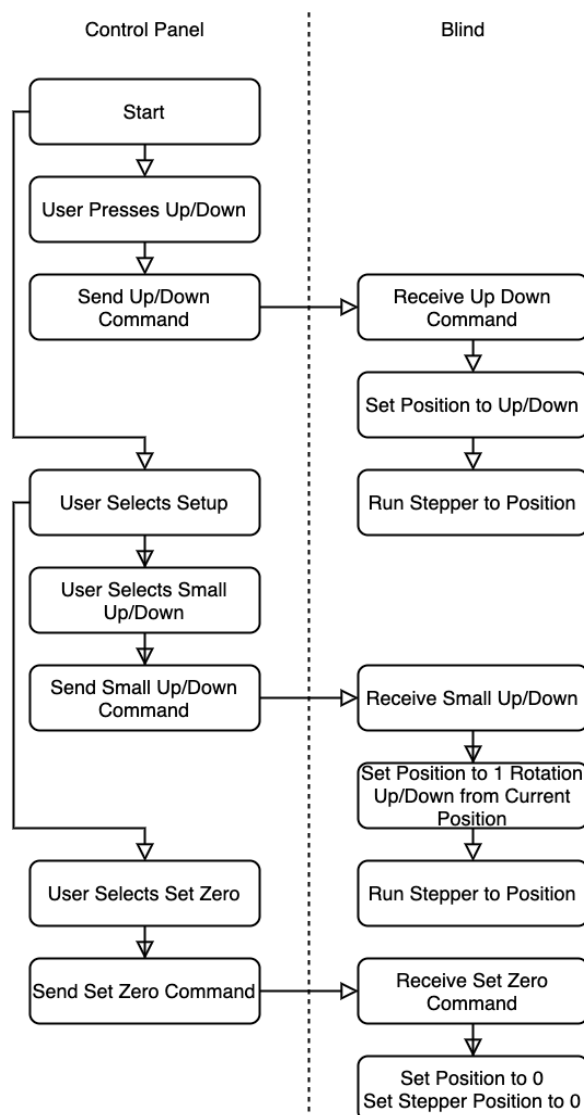 Control Panel
Blind
Start
User Presses Up/Down
Send Up/Down
Command
Receive Up Down
Command
Set Position to Up/Down
User Selects Setup
Run Stepper to Position
User Selects Small
Up/Down
Send Small Up/Down
Command
Receive Small Up/Down
Set Position to 1 Rotation
Up/Down from Current
Position
User Selects Set Zero
Run Stepper to Position
Send Set Zero Command
Receive Set Zero
Command
Set Position to 0
Set Stepper Position to 0